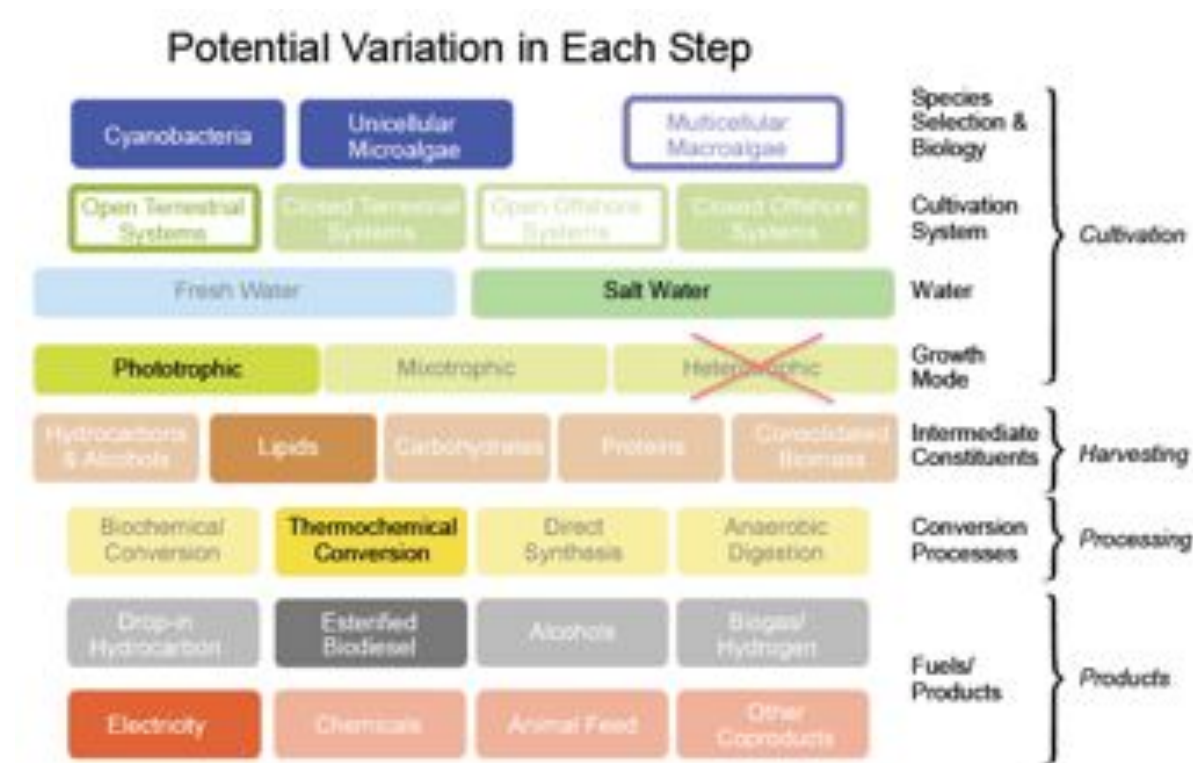 Potential Variation in Each Step
Cyanobacteria
Unicellular
Microalgae
Multicellular
Macroalgae
Species
Selection &
Biology
Open Terrestrial
Systems
Closed Terrestrial
Systems
Open Offshore
Systems
Closed Offshore
Systems
Cultivation
System
Cultivation
Fresh Water
Salt Water
Water
Phototrophic
Mixotrophic
Heterotrophic
Growth
Mode
Hydrocarbons
& Alcohols
Lipids
Carbohydrates
Proteins
Consolidated
Biomass
Intermediate
Constituents
Harvesting
Biochemical
Conversion
Thermochemical
Conversion
Direct
Synthesis
Anaerobic
Digestion
Conversion
Processes
Processing
Drop-in
Hydrocarbon
Esterified
Biodiesel
Alcohols
Biogas/
Hydrogen
Fuels/
Products
Products
Electricity
Chemicals
Animal Feed
Other
Coproducts